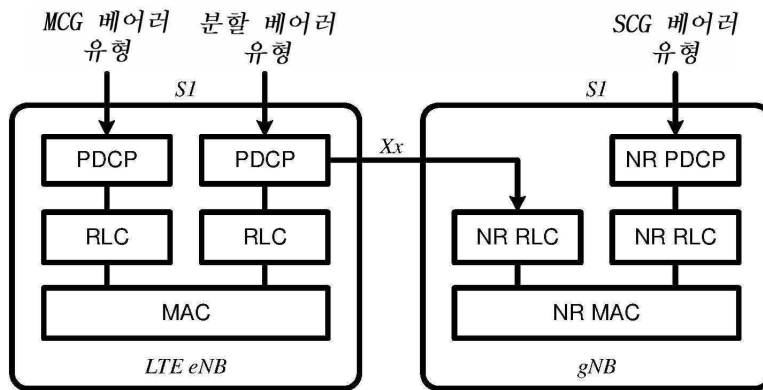 MCG 베어러
유형
분할 베어러
유형
SCG 베어러
유형
S1
S1
PDCP
PDCP
Xx
NR PDCP
RLC
RLC
NR RLC
NR RLC
MAC
NR MAC
LTE eNB
gNB